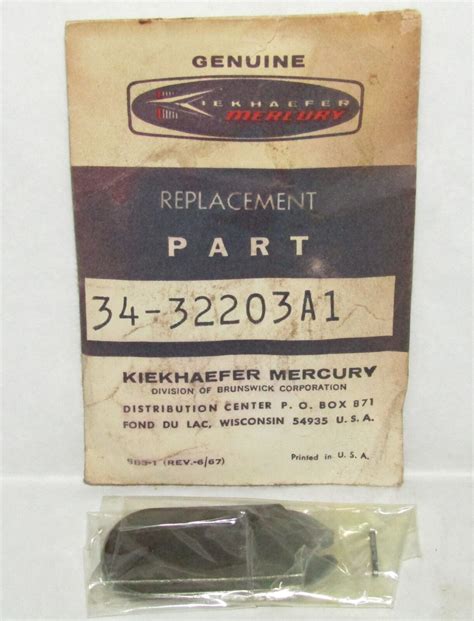 GENUINE
KIEKHAEFER
MERCURY
REPLACEMENT
PART
34-32203A1
KIEKHAEFER MERCURY
DIVISION OF BRUNSWICK CORPORATION
DISTRIBUTION CENTER P. O. BOX 871
FOND DU LAC, WISCONSIN 54935 U. S. A.
(REV.-6/67)
Printed in U. S. A.